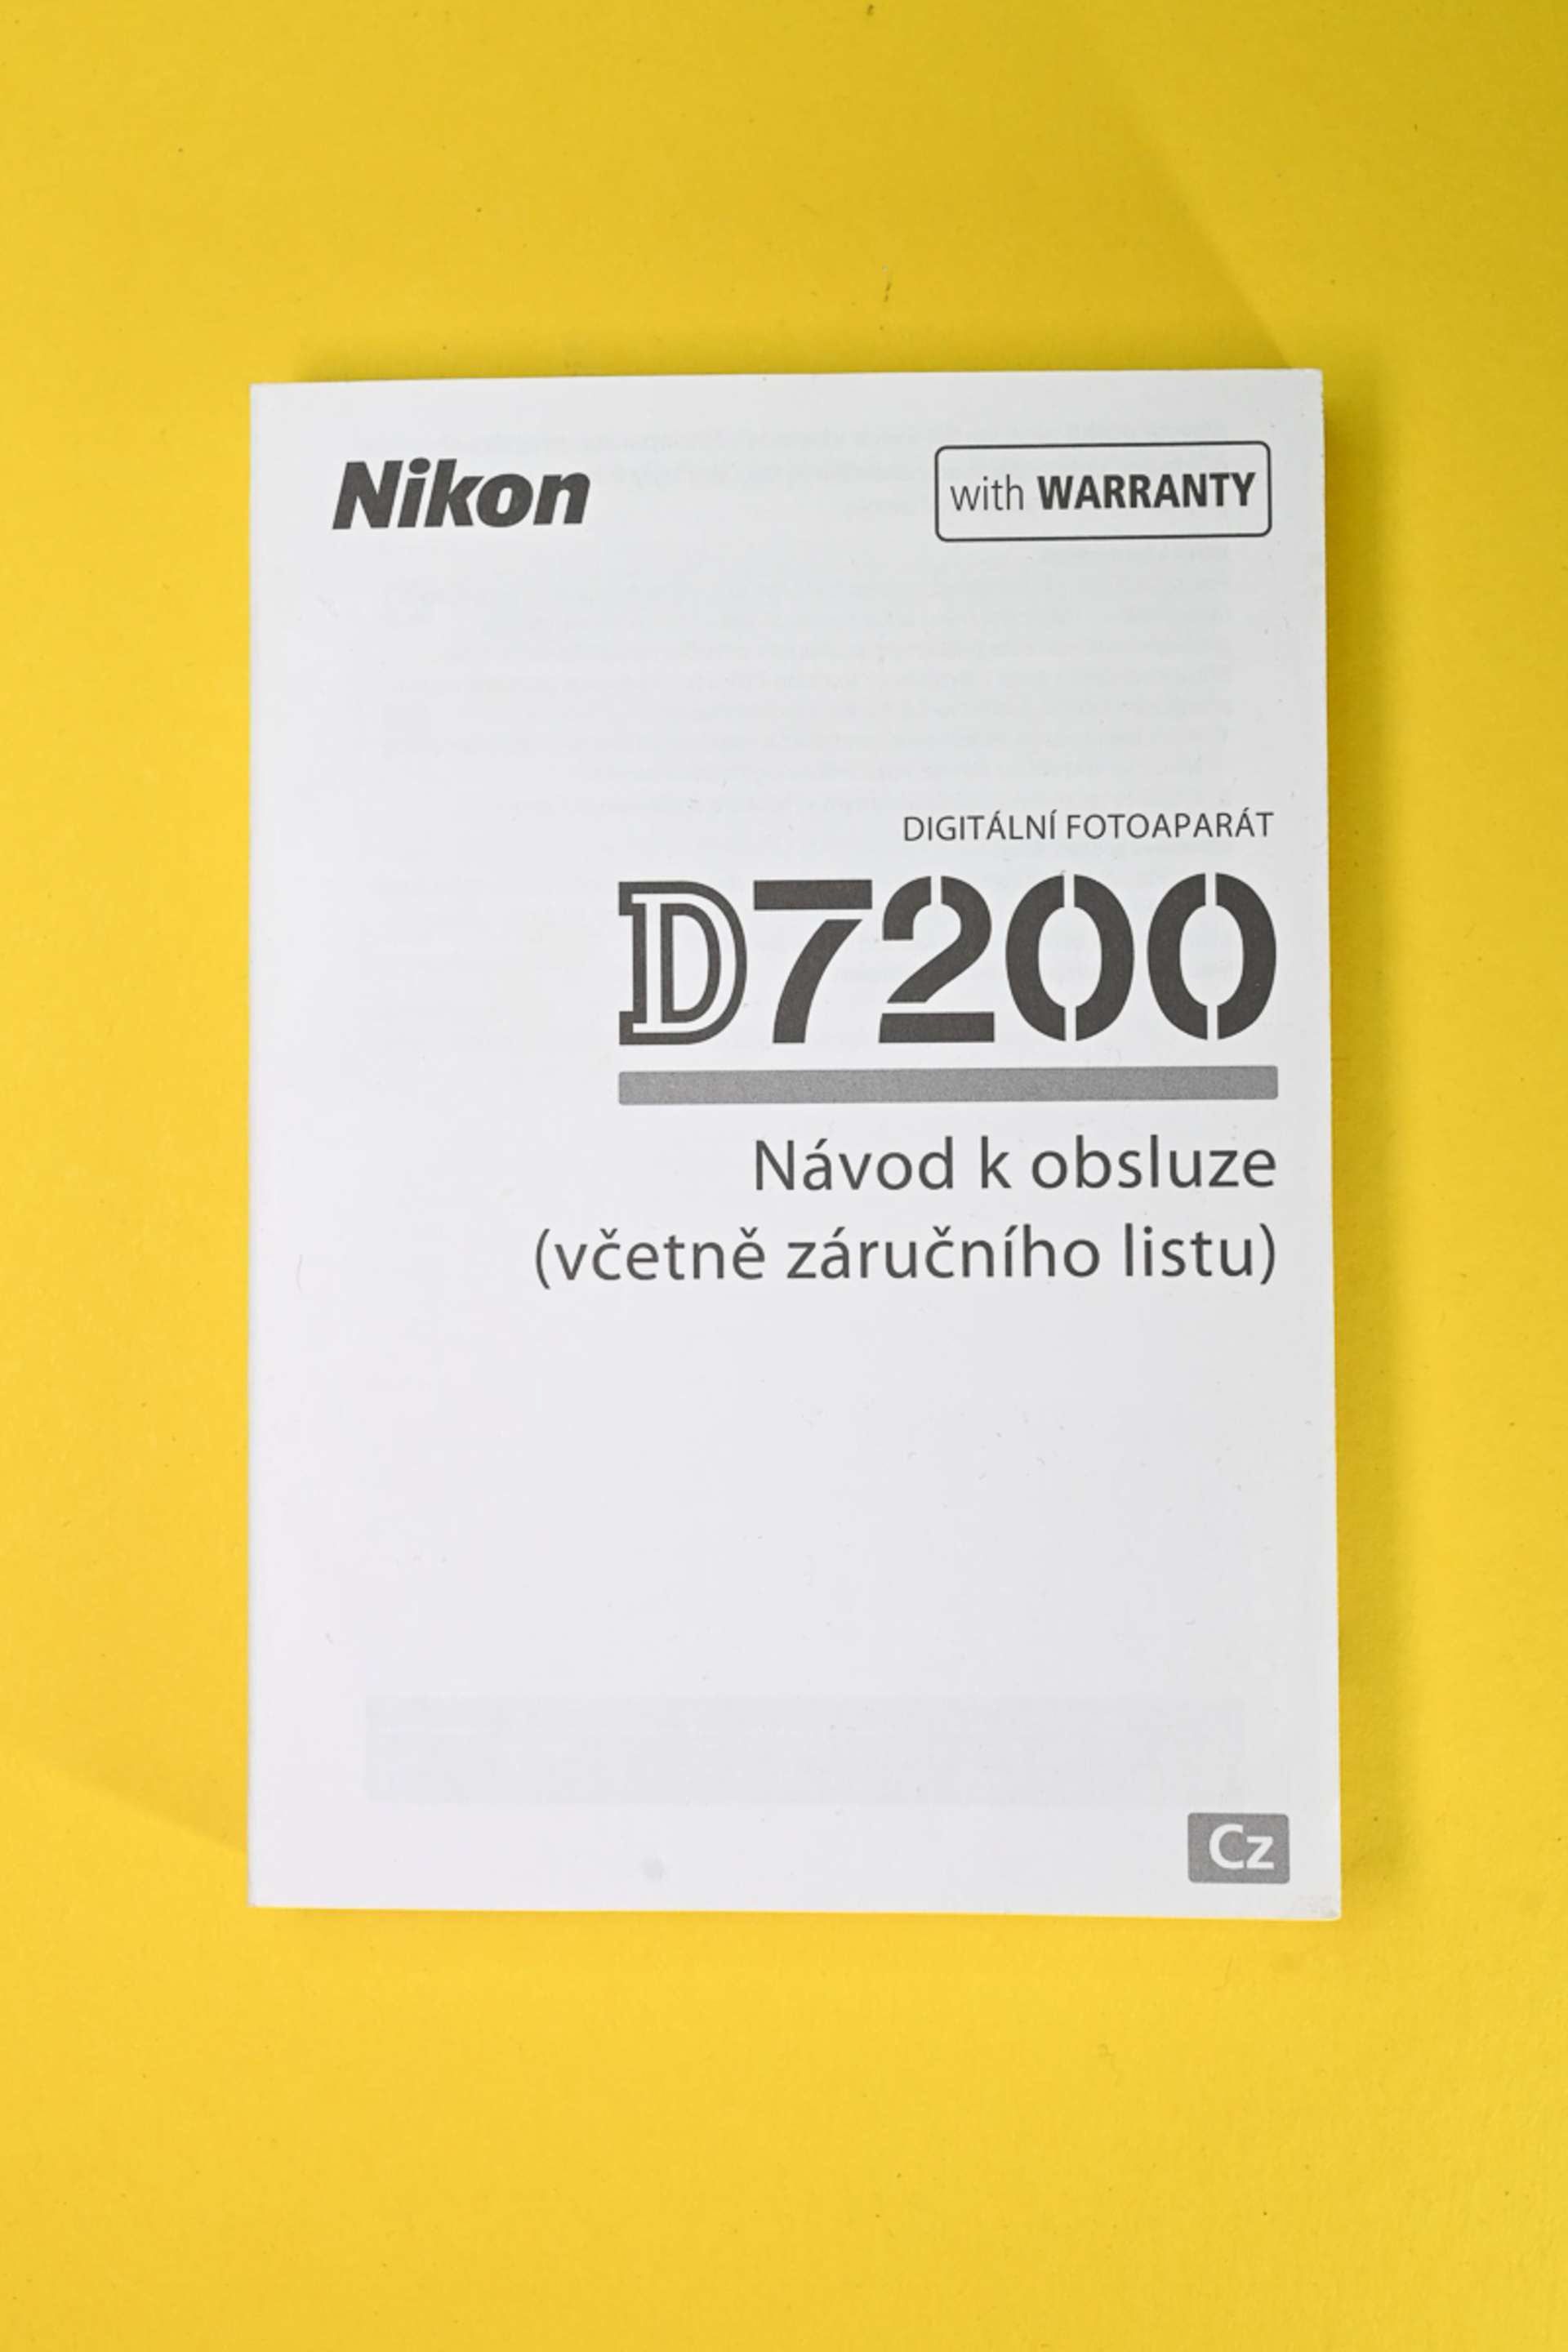 Nikon
with WARRANTY
DIGITÁLNÍ FOTOAPARÁT
D7200
Návod k obsluze
(včetně záručního listu)
Cz